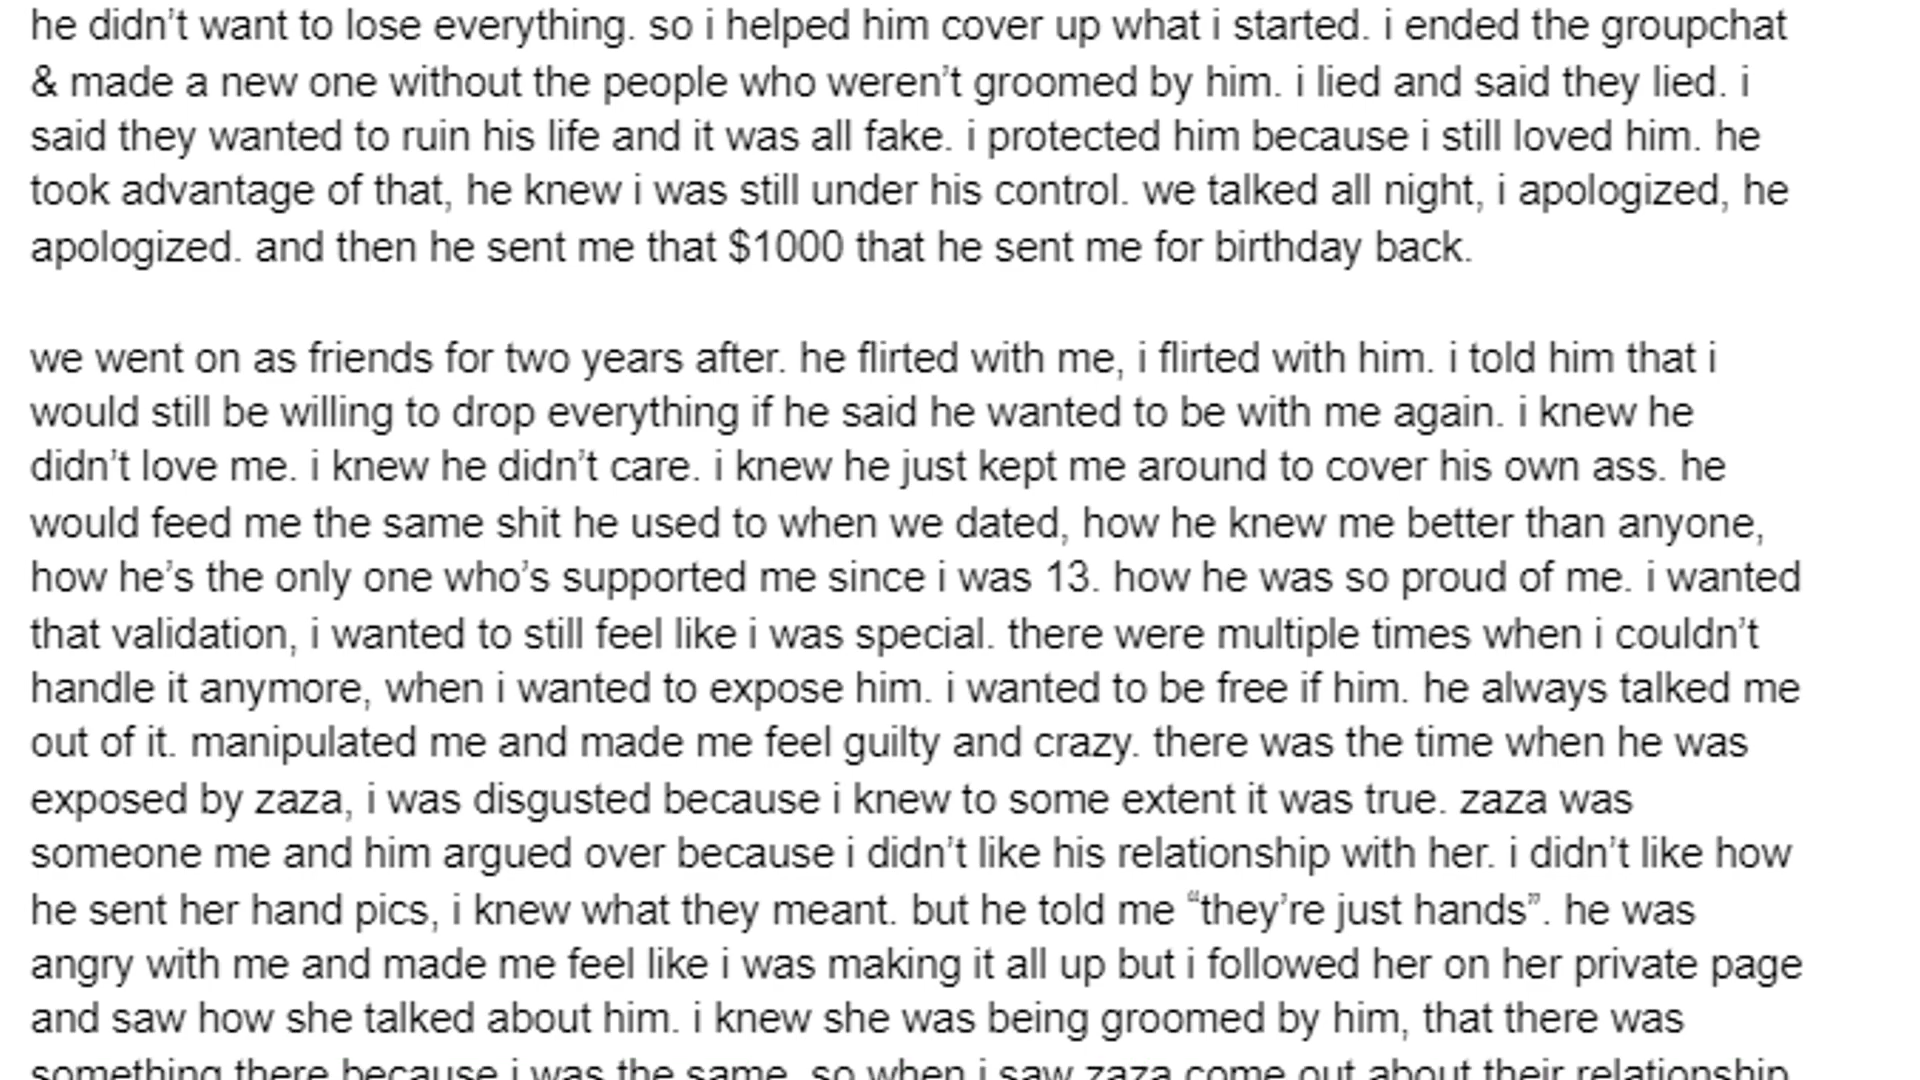 he didn’t want to lose everything. so i helped him cover up what i started. i ended the groupchat
& made a new one without the people who weren’t groomed by him. i lied and said they lied. i
said they wanted to ruin his life and it was all fake. i protected him because i still loved him. he
took advantage of that, he knew i was still under his control. we talked all night, i apologized, he
apologized. and then he sent me that $1000 that he sent me for birthday back.
we went on as friends for two years after. he flirted with me, i flirted with him. i told him that i
would still be willing to drop everything if he said he wanted to be with me again. i knew he
didn’t love me. i knew he didn’t care. i knew he just kept me around to cover his own ass. he
would feed me the same shit he used to when we dated, how he knew me better than anyone,
how he’s the only one who’s supported me since i was 13. how he was so proud of me. i wanted
that validation, i wanted to still feel like i was special. there were multiple times when i couldn’t
handle it anymore, when i wanted to expose him. i wanted to be free if him. he always talked me
out of it. manipulated me and made me feel guilty and crazy. there was the time when he was
exposed by zaza, i was disgusted because i knew to some extent it was true. zaza was
someone me and him argued over because i didn’t like his relationship with her. i didn’t like how
he sent her hand pics, i knew what they meant. but he told me “they’re just hands”. he was
angry with me and made me feel like i was making it all up but i followed her on her private page
and saw how she talked about him. i knew she was being groomed by him, that there was
something there because i was the same. so when i saw zaza come out about their relationship